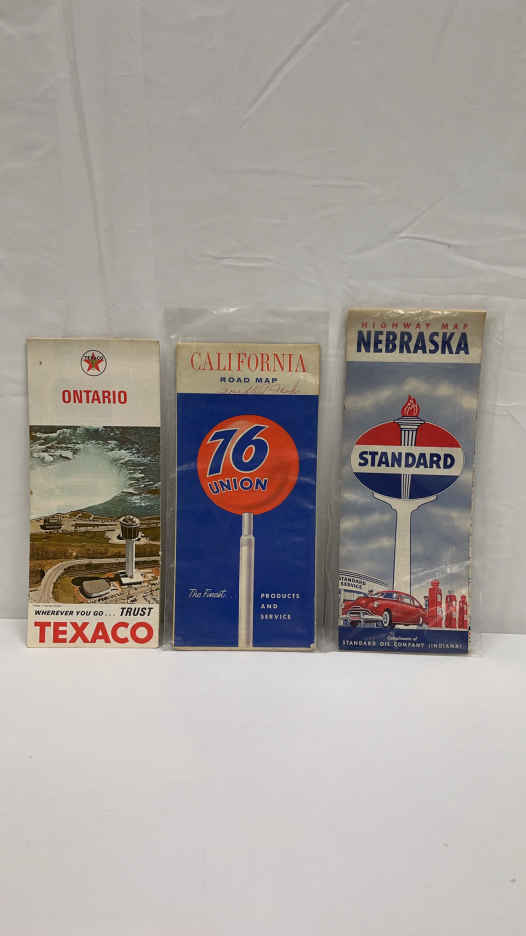 TEXACO
ONTARIO
WHEREVER YOU GO... TRUST
TEXACO
CALIFORNIA
ROAD MAP
76
UNION
The Finest
PRODUCTS
AND
SERVICE
HIGHWAY MAP
NEBRASKA
STANDARD
STANDARD
SERVICE
Compliments of
STANDARD OIL COMPANY (INDIANA)